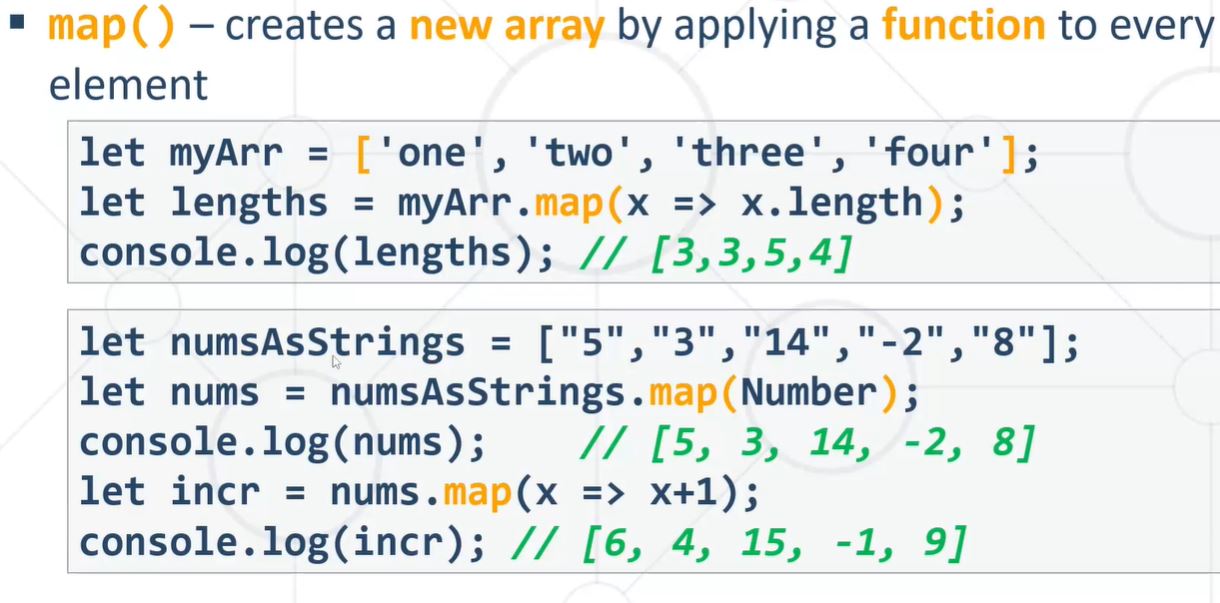 ▪ map() – creates a new array by applying a function to every
element
let myArr = ['one', 'two', 'three', 'four'];
let lengths = myArr.map(x => x.length);
console.log(lengths); // [3,3,5,4]
let numsAsStrings = ["5","3","14","-2","8"];
let nums = numsAsStrings.map(Number);
console.log(nums);    // [5, 3, 14, -2, 8]
let incr = nums.map(x => x+1);
console.log(incr); // [6, 4, 15, -1, 9]